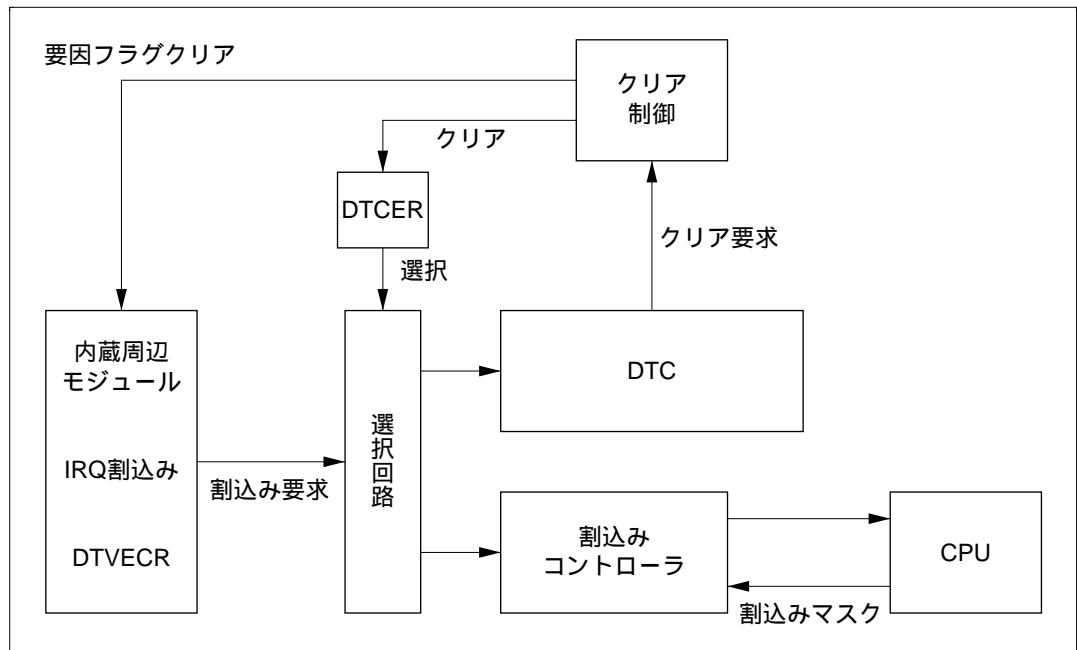 要因フラグクリア
クリア
制御
クリア
DTCER
クリア要求
選択
内蔵周辺
モジュール
DTC
選択回路
IRQ割込み
割込み要求
DTVECR
割込み
コントローラ
CPU
割込みマスク